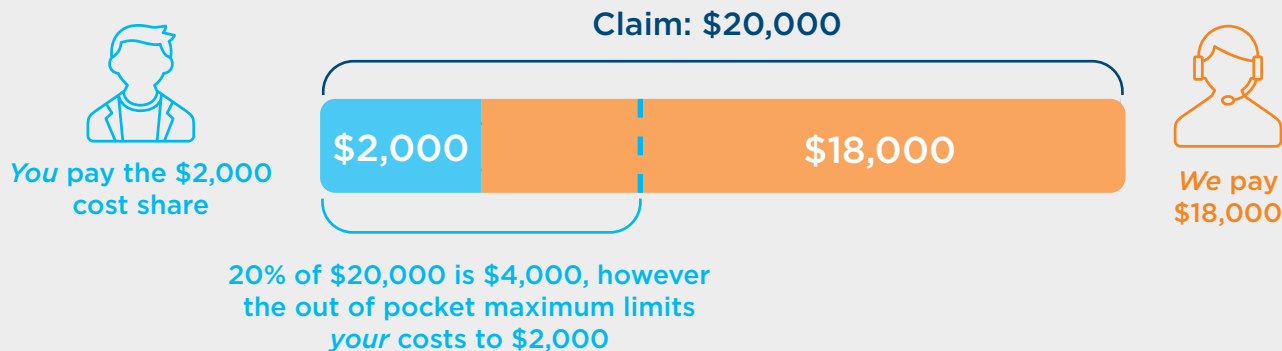 Claim: $20,000
$2,000
$18,000
You pay the $2,000
cost share
We pay
$18,000
20% of $20,000 is $4,000, however
the out of pocket maximum limits
your costs to $2,000